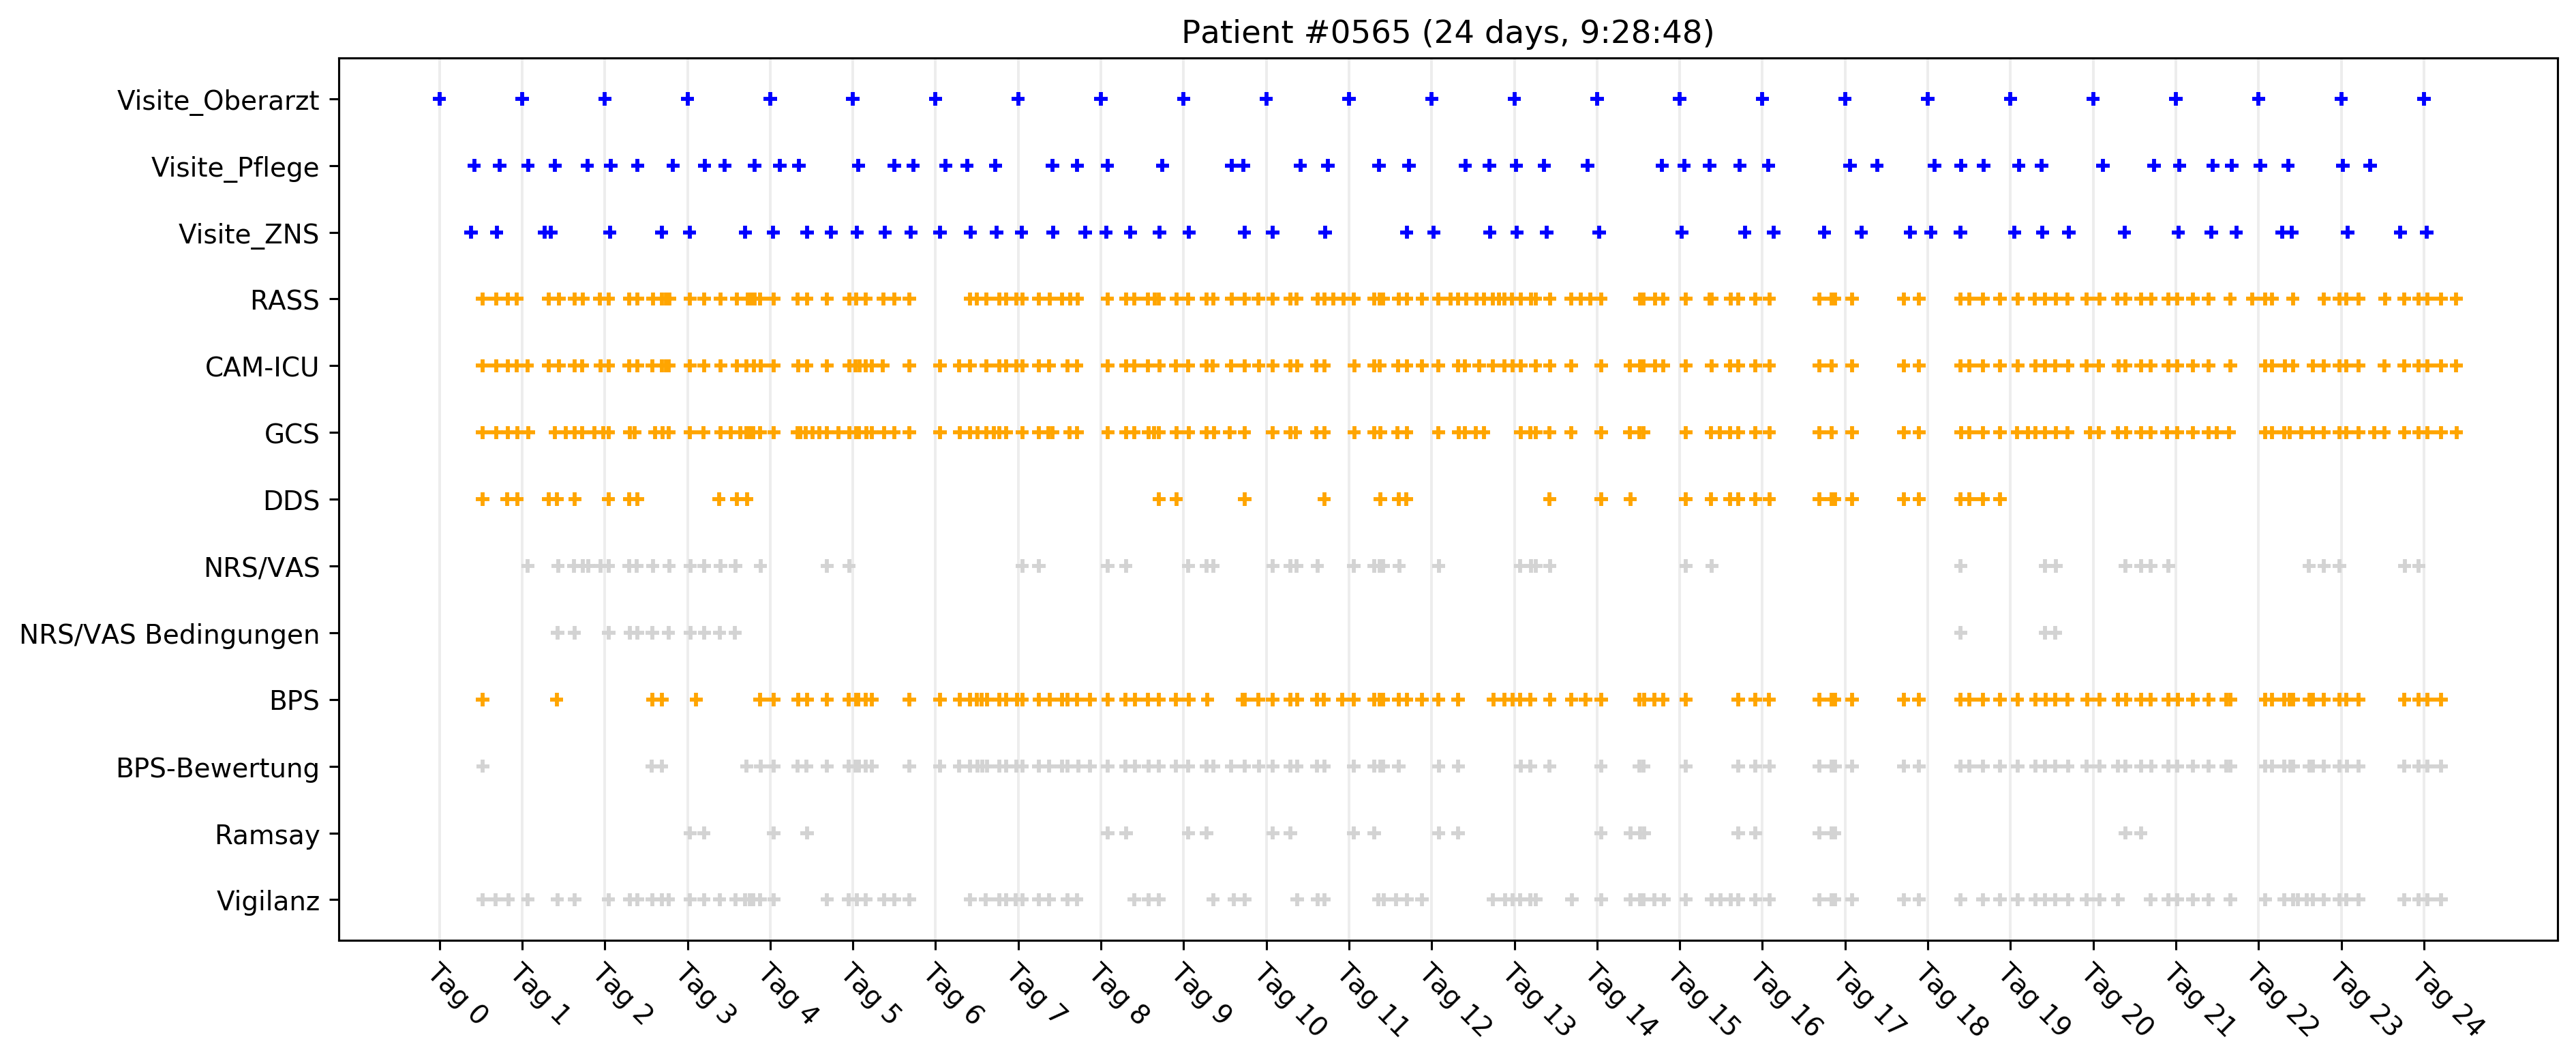 Patient #0565 (24 days, 9:28:48)
Visite_Oberarzt
Visite_Pflege
Visite_ZNS
RASS
CAM-ICU
GCS
DDS
NRS/VAS
NRS/VAS Bedingungen
BPS
BPS-Bewertung
Ramsay
Vigilanz
Tag 0
Tag 1
Tag 2
Tag 3
Tag 4
Tag 5
Tag 6
Tag 7
Tag 8
Tag 9
Tag 10
Tag 11
Tag 12
Tag 13
Tag 14
Tag 15
Tag 16
Tag 17
Tag 18
Tag 19
Tag 20
Tag 21
Tag 22
Tag 23
Tag 24